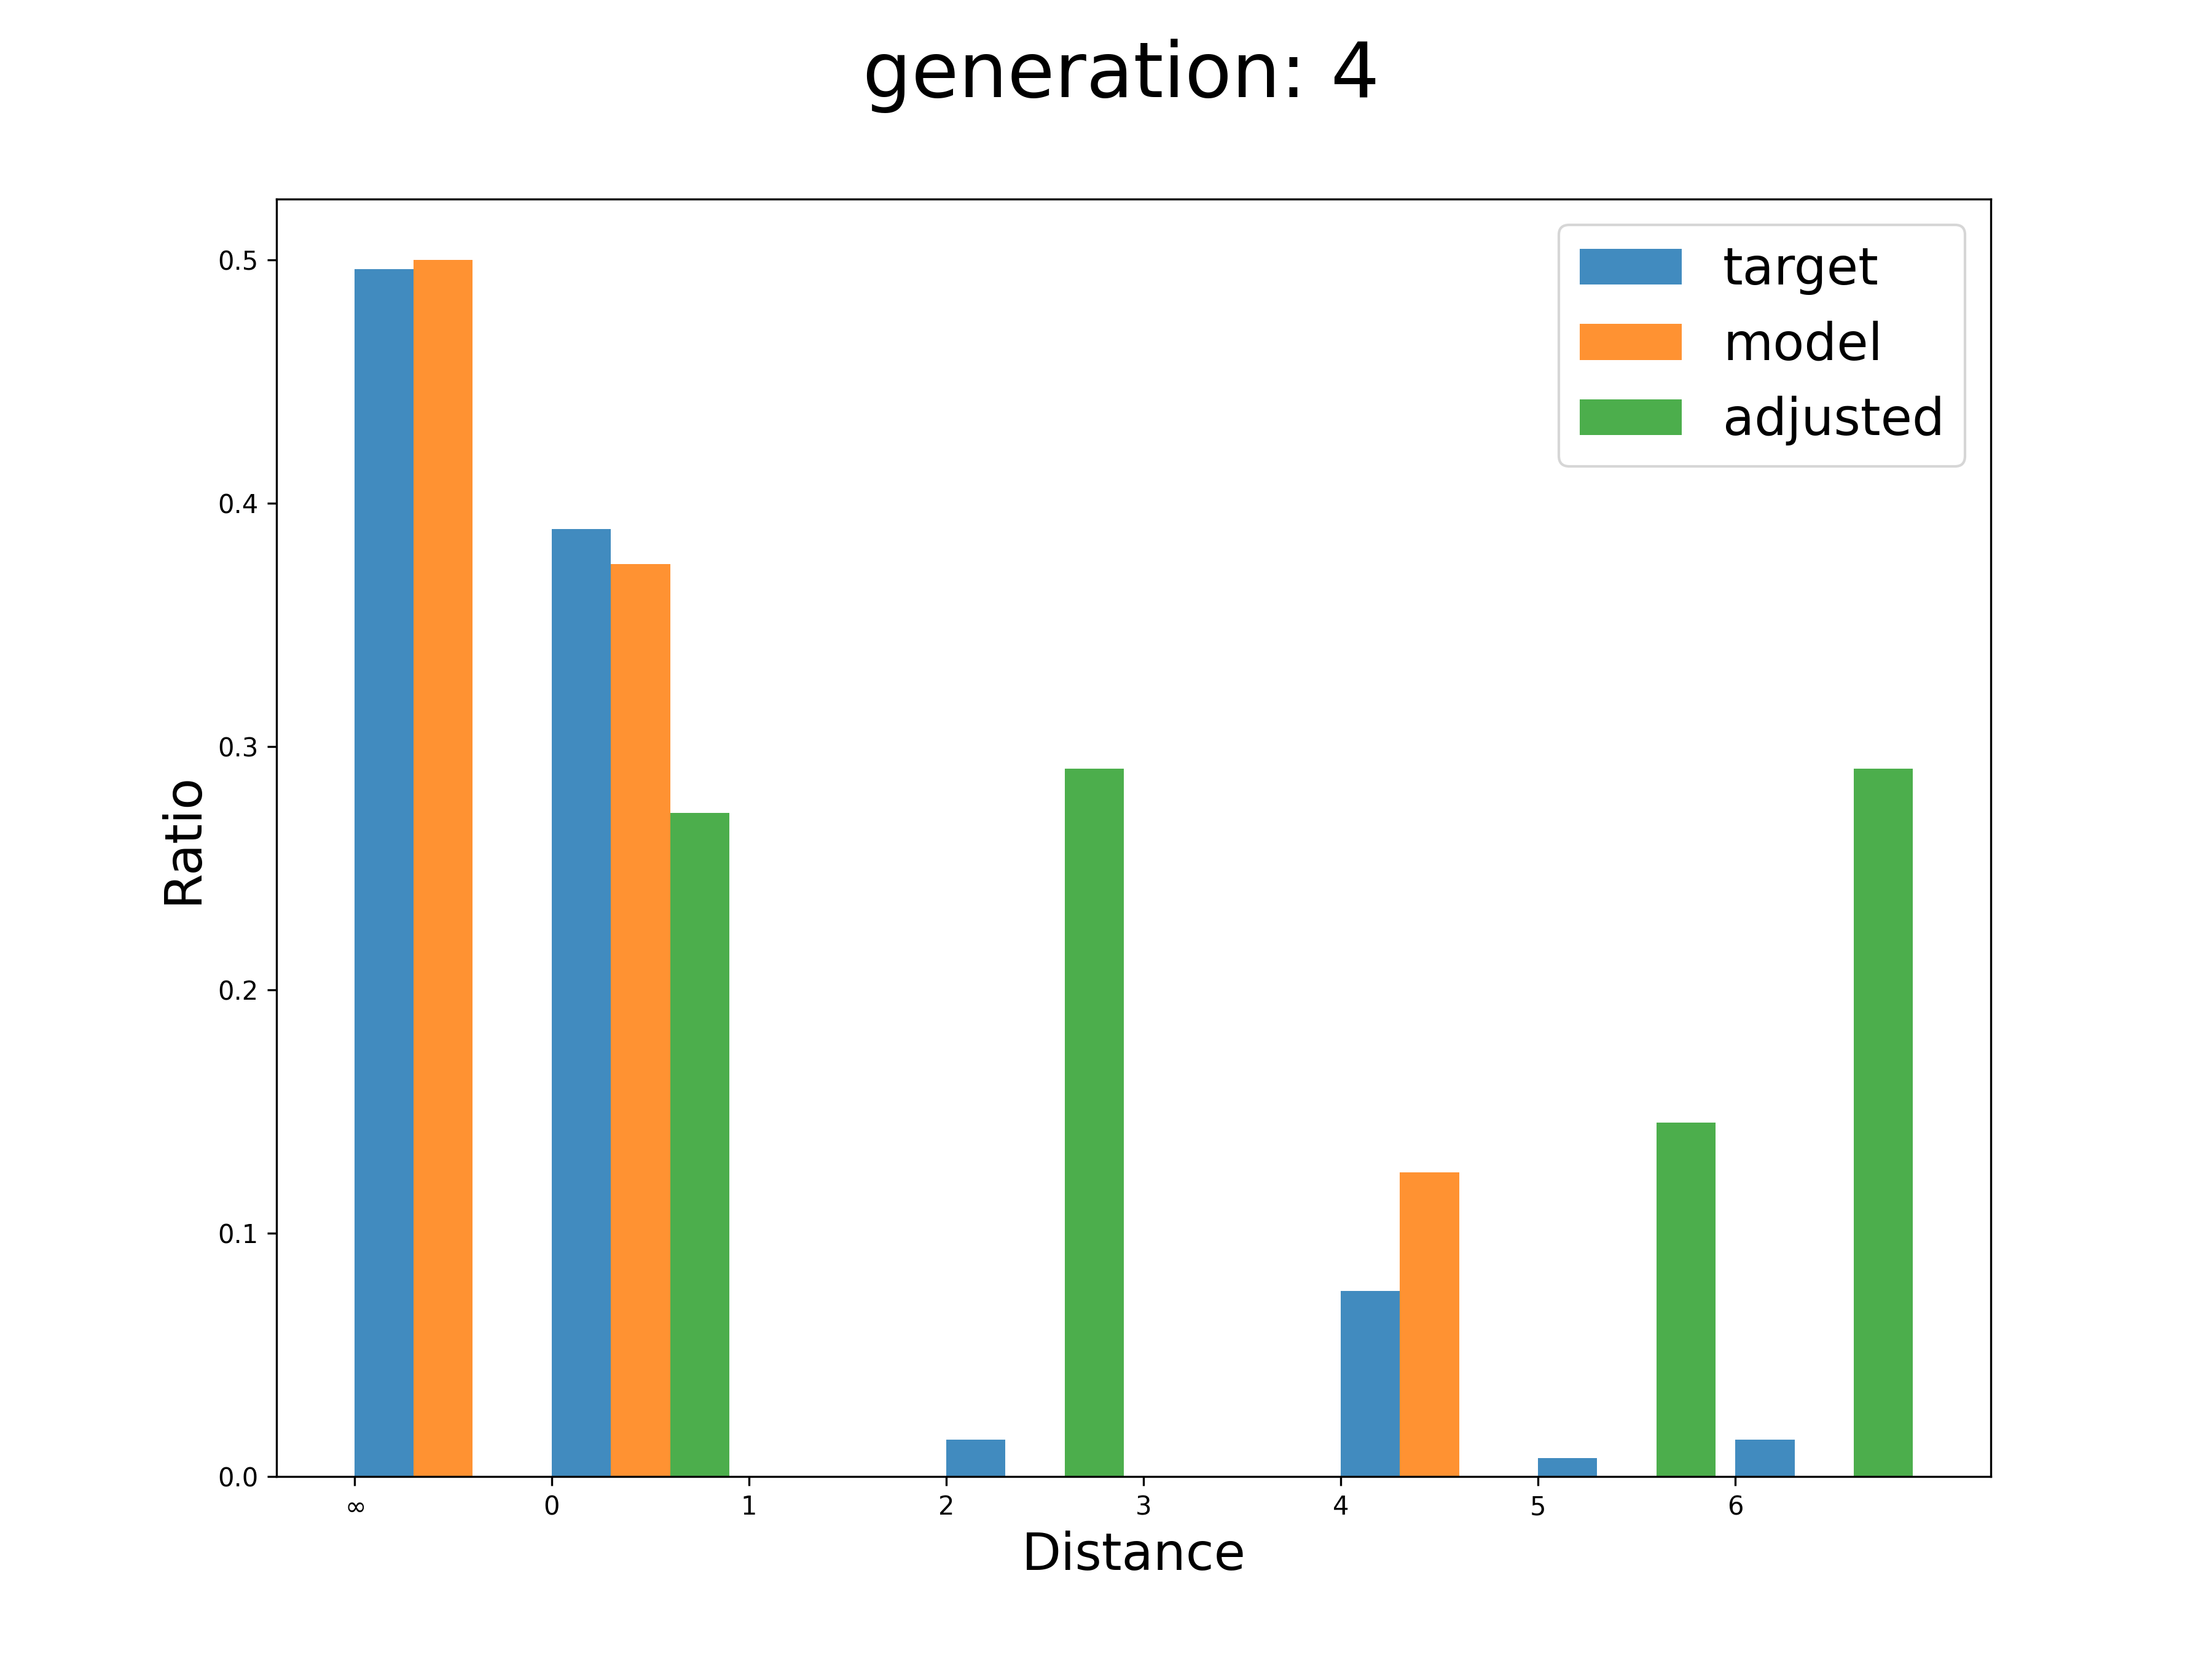 generation: 4
target
model
adjusted
0.5
0.4
0.3
0.2
0.1
0.0
Ratio
∞ 0 1 2 3 4 5 6
Distance